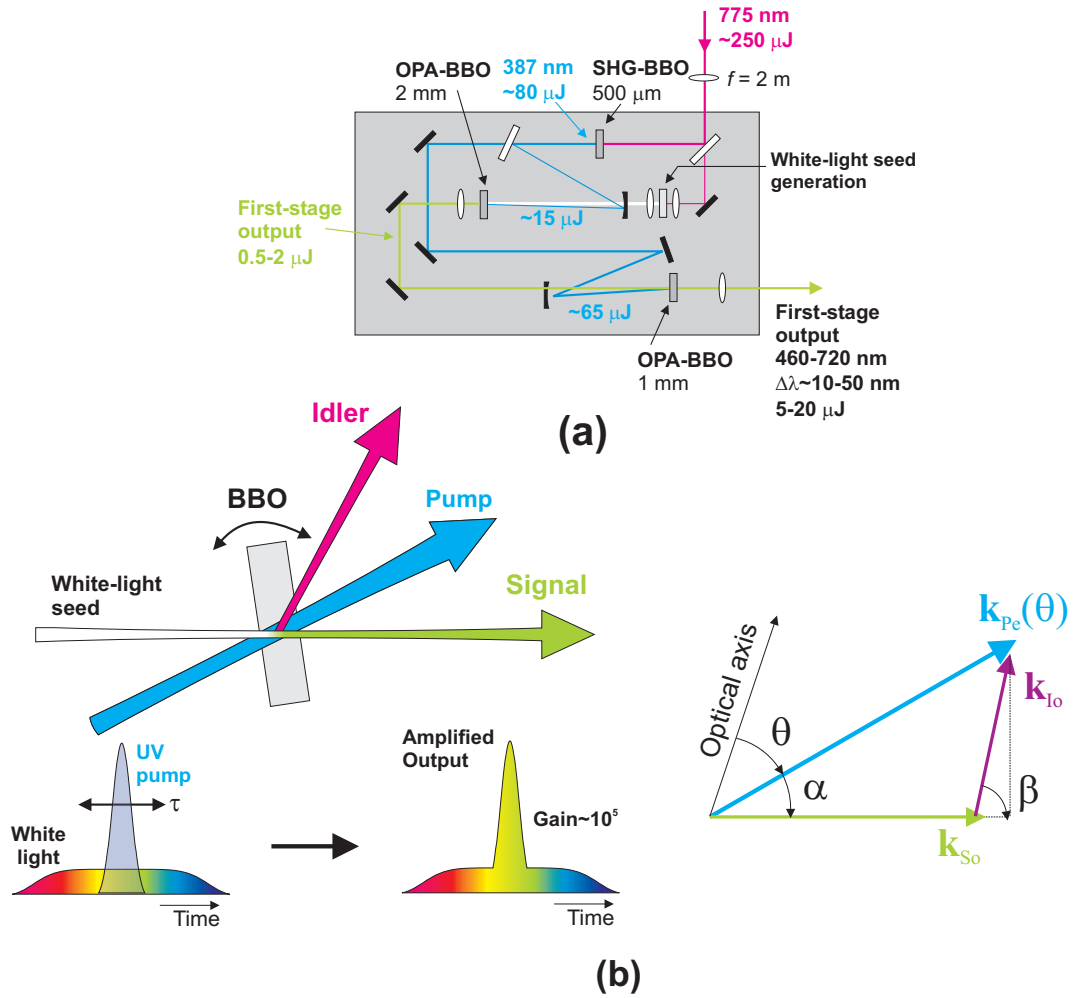 775 nm
~250 μJ
f = 2 m
OPA-BBO
2 mm
387 nm
~80 μJ
SHG-BBO
500 μm
White-light seed
generation
First-stage
output
0.5-2 μJ
~15 μJ
~65 μJ
OPA-BBO
1 mm
First-stage
output
460-720 nm
Δλ~10-50 nm
5-20 μJ
(a)
Idler
BBO
Pump
White-light
seed
Signal
UV
pump
τ
White
light
Time
Amplified
Output
Gain~10⁵
Time
Optical axis
θ
α
k_Pe(θ)
k_Io
β
k_So
(b)